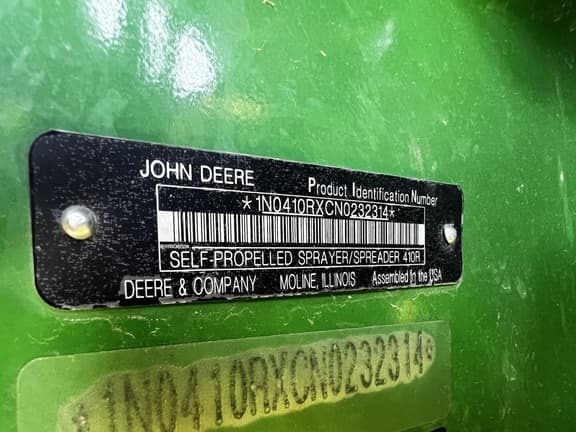 JOHN DEERE
Product Identification Number
*1N0410RXCN0232314*
SELF-PROPELLED SPRAYER/SPREADER 410R
DEERE & COMPANY MOLINE, ILLINOIS Assembled in the USA
*1N0410RXCN0232314*